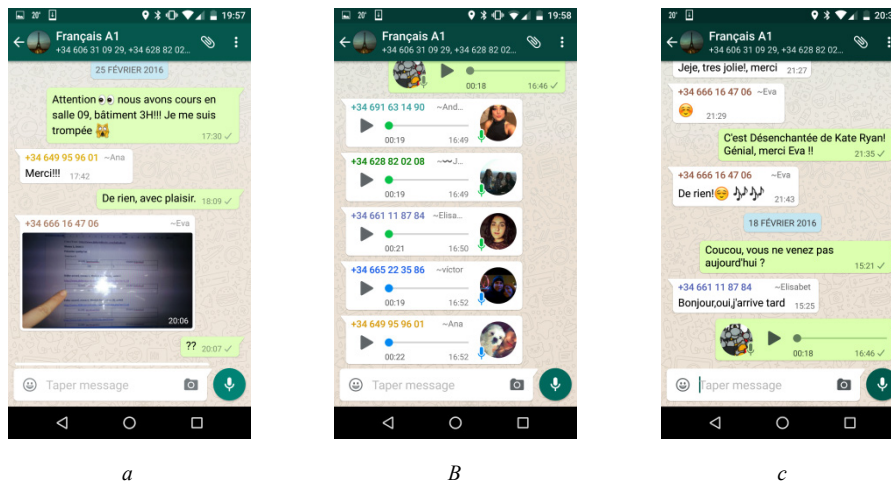 20' 19:57
Français A1
+34 606 31 09 29, +34 628 82 02...
25 FÉVRIER 2016
Attention 👀 nous avons cours en
salle 09, bâtiment 3H!!! Je me suis
trompée 🙀
17:30
+34 649 95 96 01 ~Ana
Merci!!! 17:42
De rien, avec plaisir. 18:09
+34 666 16 47 06 ~Eva
20:06
?? 20:07
Taper message
a
20' 19:58
Français A1
+34 606 31 09 29, +34 628 82 02...
00:18 16:46
+34 691 63 14 90 ~And...
00:19 16:49
+34 628 82 02 08 ~〰J...
00:19 16:49
+34 661 11 87 84 ~Elisa...
00:21 16:50
+34 665 22 35 86 ~víctor
00:19 16:52
+34 649 95 96 01 ~Ana
00:22 16:52
Taper message
B
20' 20:3
Français A1
+34 606 31 09 29, +34 628 82 02...
Jeje, tres jolie!, merci 21:27
+34 666 16 47 06 ~Eva
☺️ 21:29
C'est Désenchantée de Kate Ryan!
Génial, merci Eva !! 21:35
+34 666 16 47 06 ~Eva
De rien!☺️ 🎶🎶 21:43
18 FÉVRIER 2016
Coucou, vous ne venez pas
aujourd'hui ? 15:21
+34 661 11 87 84 ~Elisabet
Bonjour,oui,j'arrive tard 15:25
00:18 16:46
Taper message
c